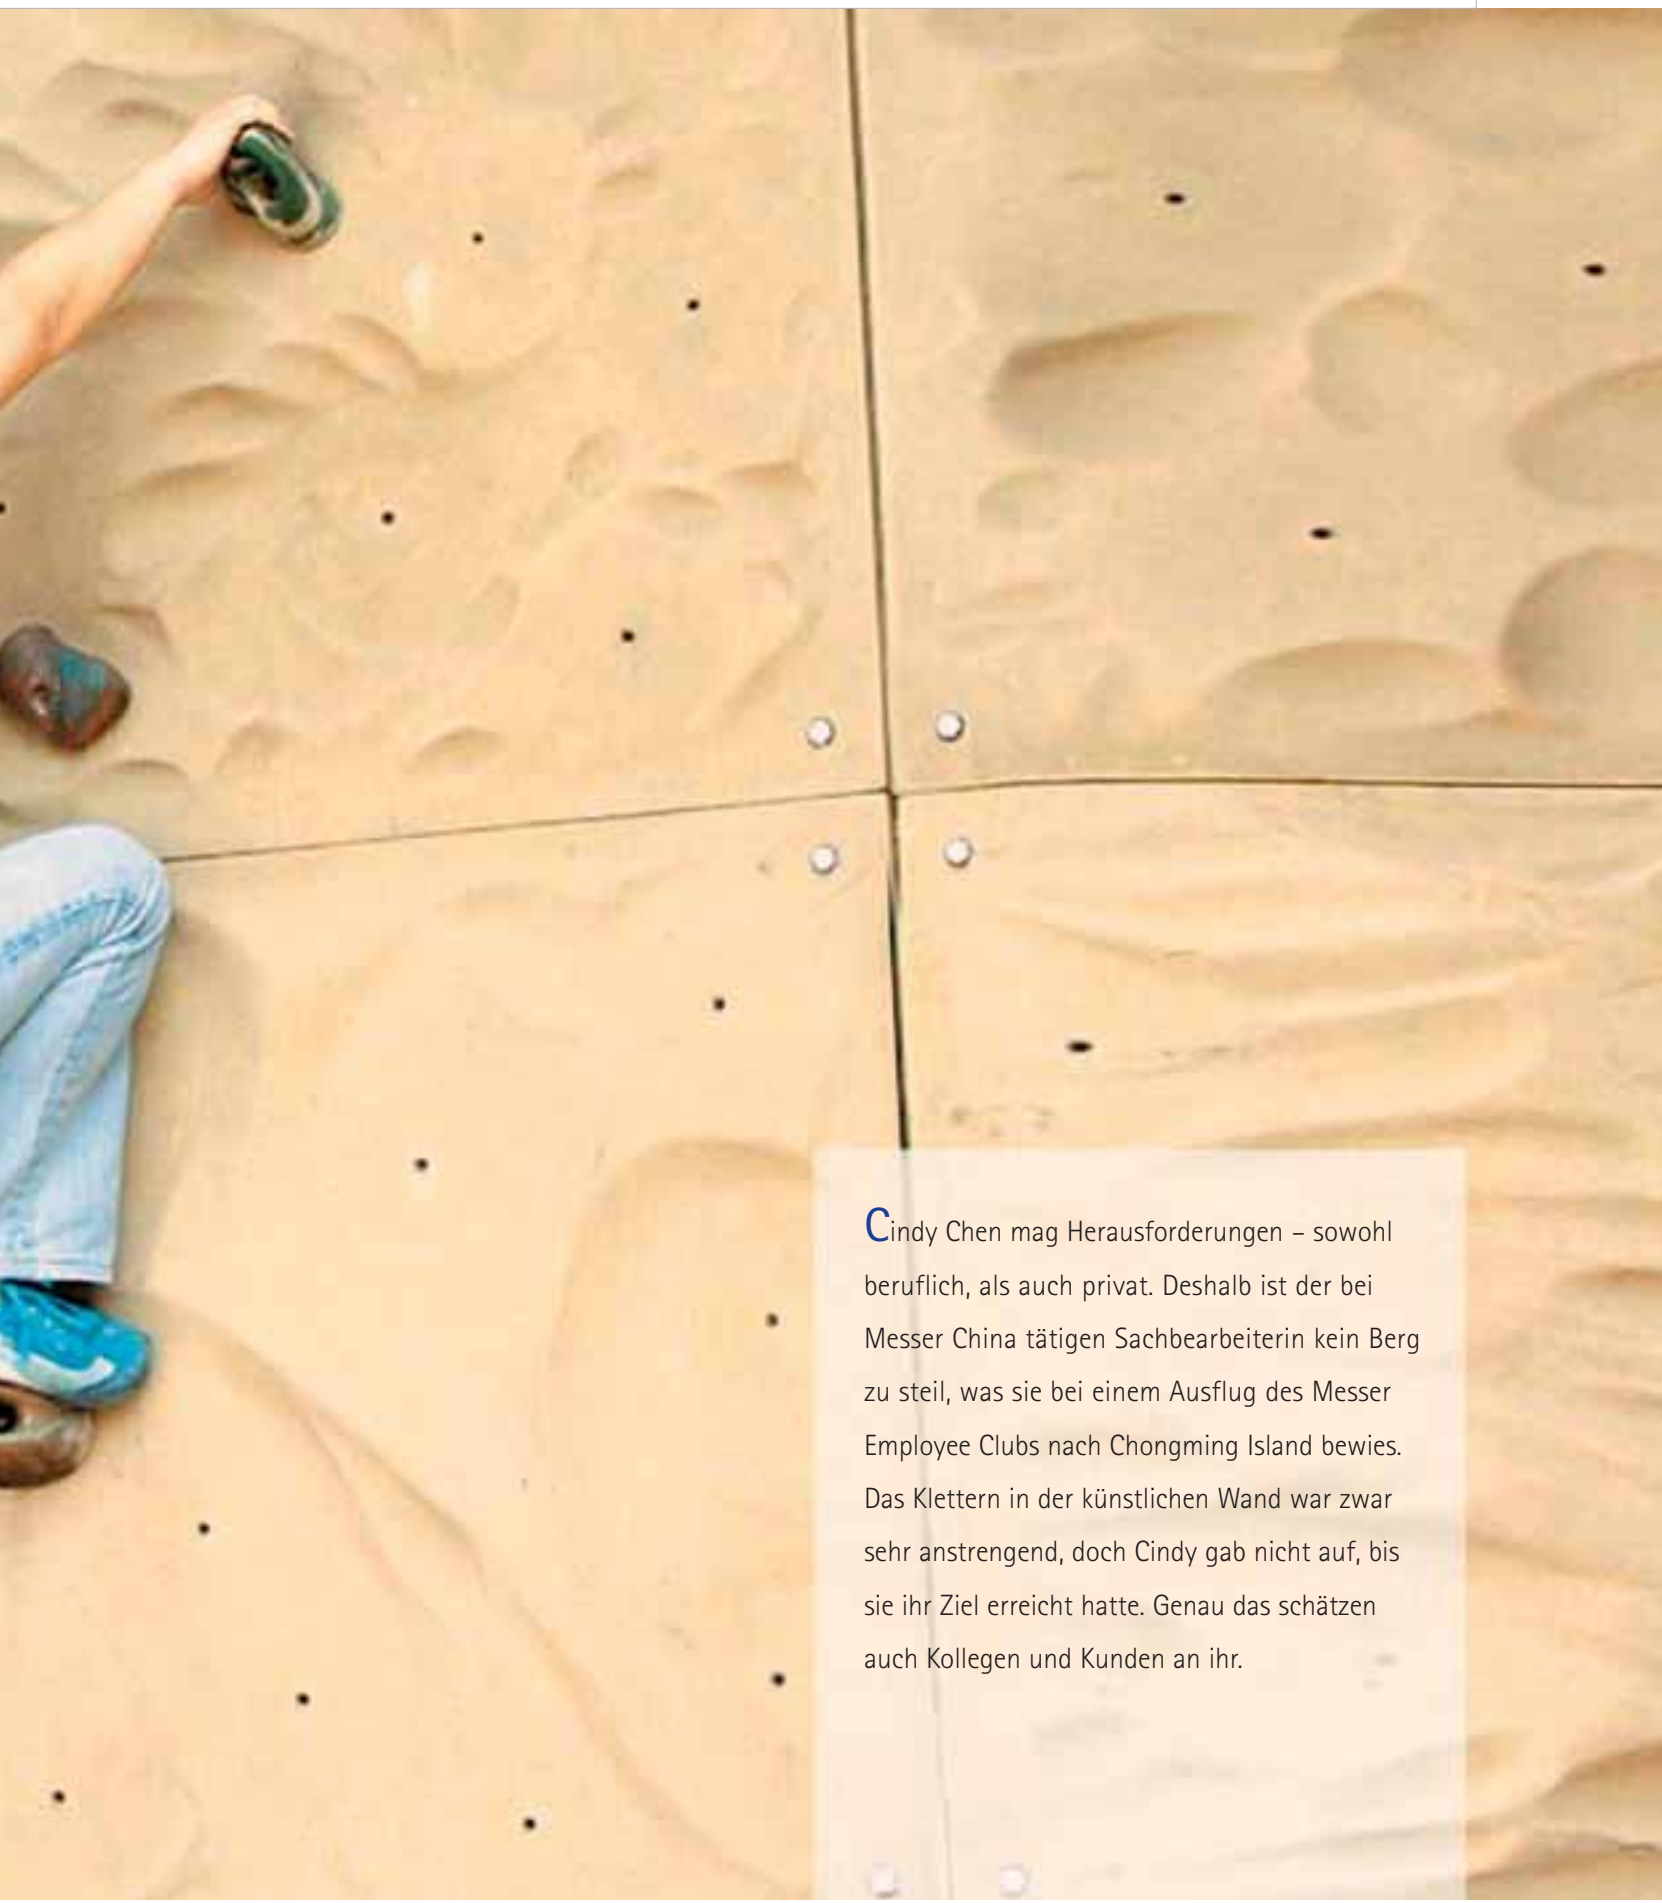 Cindy Chen mag Herausforderungen – sowohl
beruflich, als auch privat. Deshalb ist der bei
Messer China tätigen Sachbearbeiterin kein Berg
zu steil, was sie bei einem Ausflug des Messer
Employee Clubs nach Chongming Island bewies.
Das Klettern in der künstlichen Wand war zwar
sehr anstrengend, doch Cindy gab nicht auf, bis
sie ihr Ziel erreicht hatte. Genau das schätzen
auch Kollegen und Kunden an ihr.